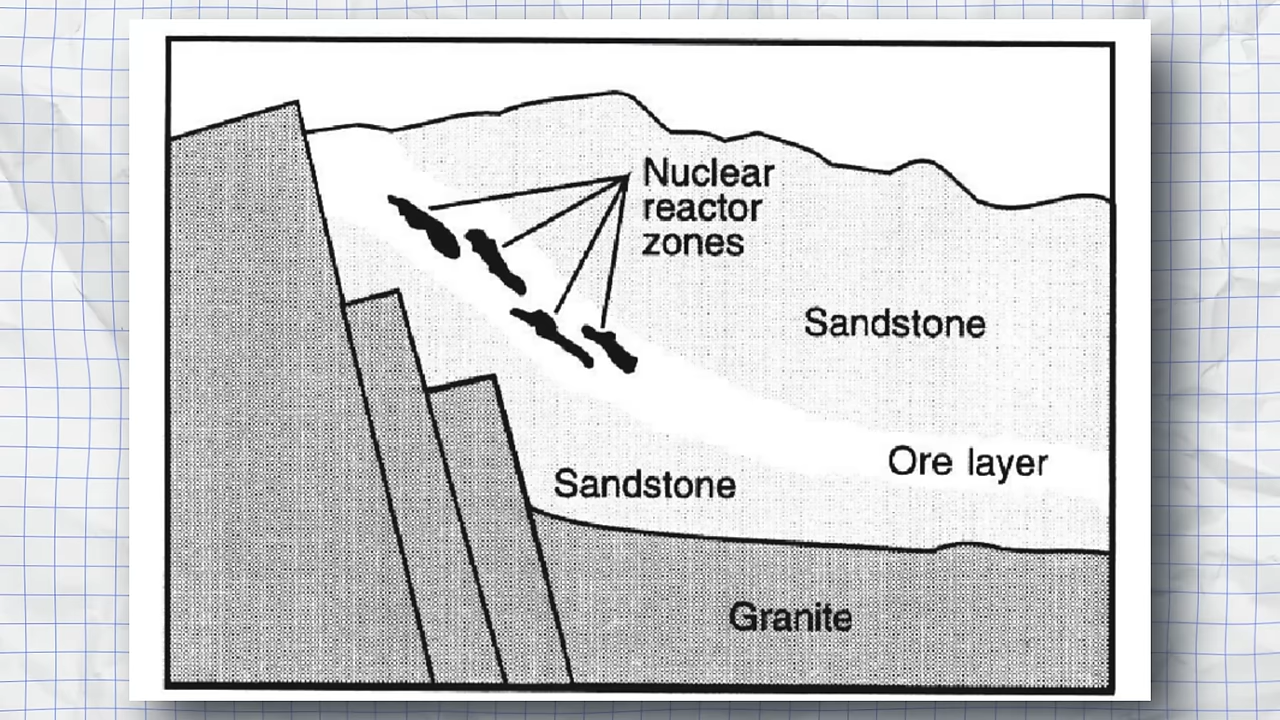 Nuclear
reactor
zones
Sandstone
Ore layer
Sandstone
Granite